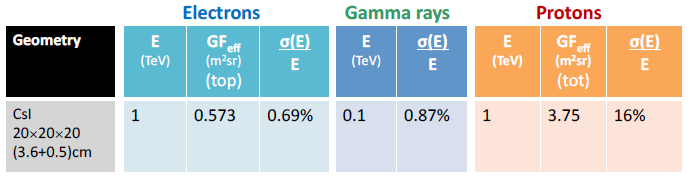 Electrons Gamma rays Protons
Geometry E GFeff σ(E) E σ(E) E GFeff σ(E)
(TeV) (m²sr) E (TeV) E (TeV) (m²sr) E
(top) (tot)
CsI 1 0.573 0.69% 0.1 0.87% 1 3.75 16%
20×20×20
(3.6+0.5)cm